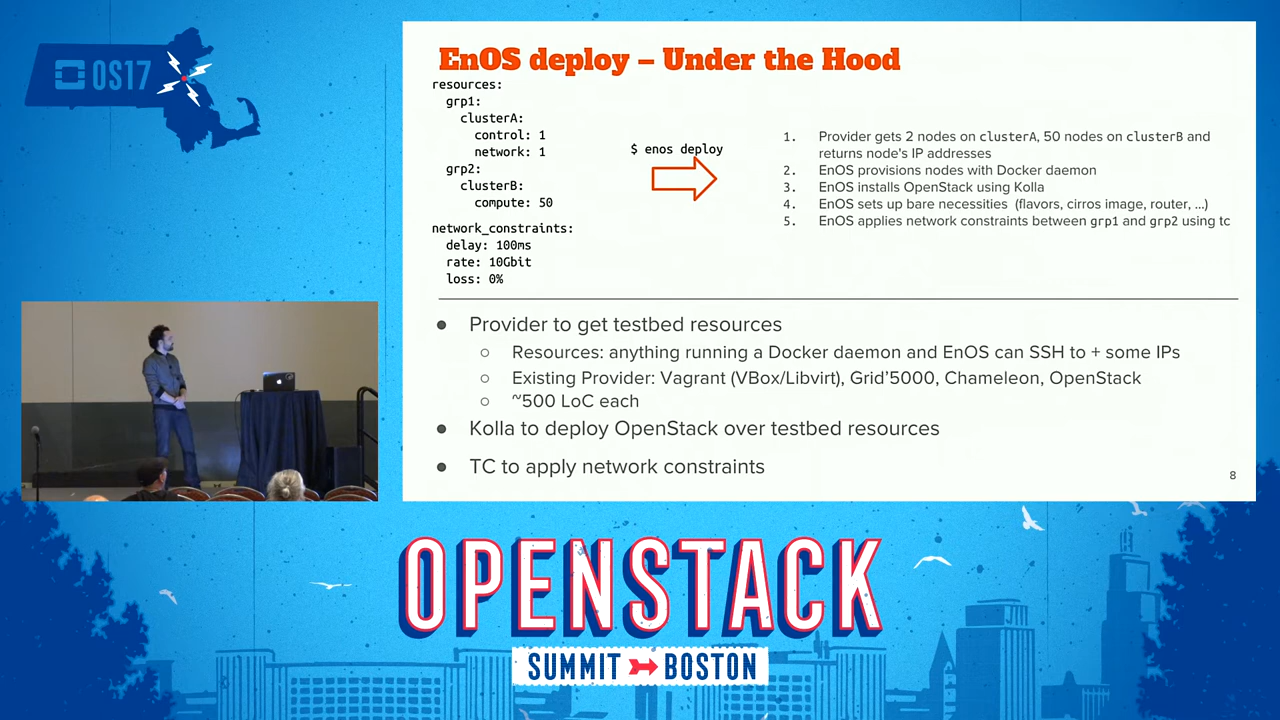 OS17
EnOS deploy – Under the Hood
resources:
grp1:
clusterA:
control: 1
network: 1
grp2:
clusterB:
compute: 50
network_constraints:
delay: 100ms
rate: 10Gbit
loss: 0%
$ enos deploy
1. Provider gets 2 nodes on clusterA, 50 nodes on clusterB and
returns node's IP addresses
2. EnOS provisions nodes with Docker daemon
3. EnOS installs OpenStack using Kolla
4. EnOS sets up bare necessities (flavors, cirros image, router, ...)
5. EnOS applies network constraints between grp1 and grp2 using tc
● Provider to get testbed resources
○ Resources: anything running a Docker daemon and EnOS can SSH to + some IPs
○ Existing Provider: Vagrant (VBox/Libvirt), Grid’5000, Chameleon, OpenStack
○ ~500 LoC each
● Kolla to deploy OpenStack over testbed resources
● TC to apply network constraints
8
OPENSTACK
SUMMIT BOSTON